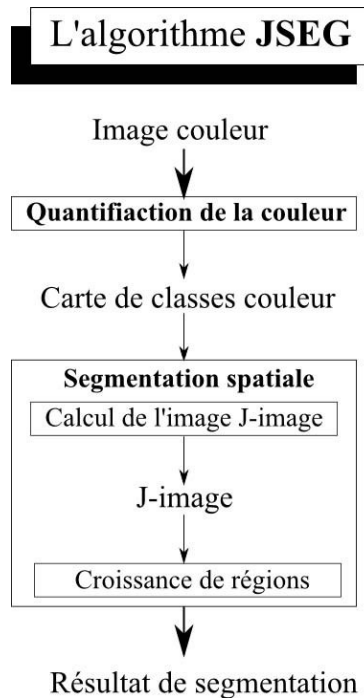 L'algorithme JSEG
Image couleur
Quantifiaction de la couleur
Carte de classes couleur
Segmentation spatiale
Calcul de l'image J-image
J-image
Croissance de régions
Résultat de segmentation